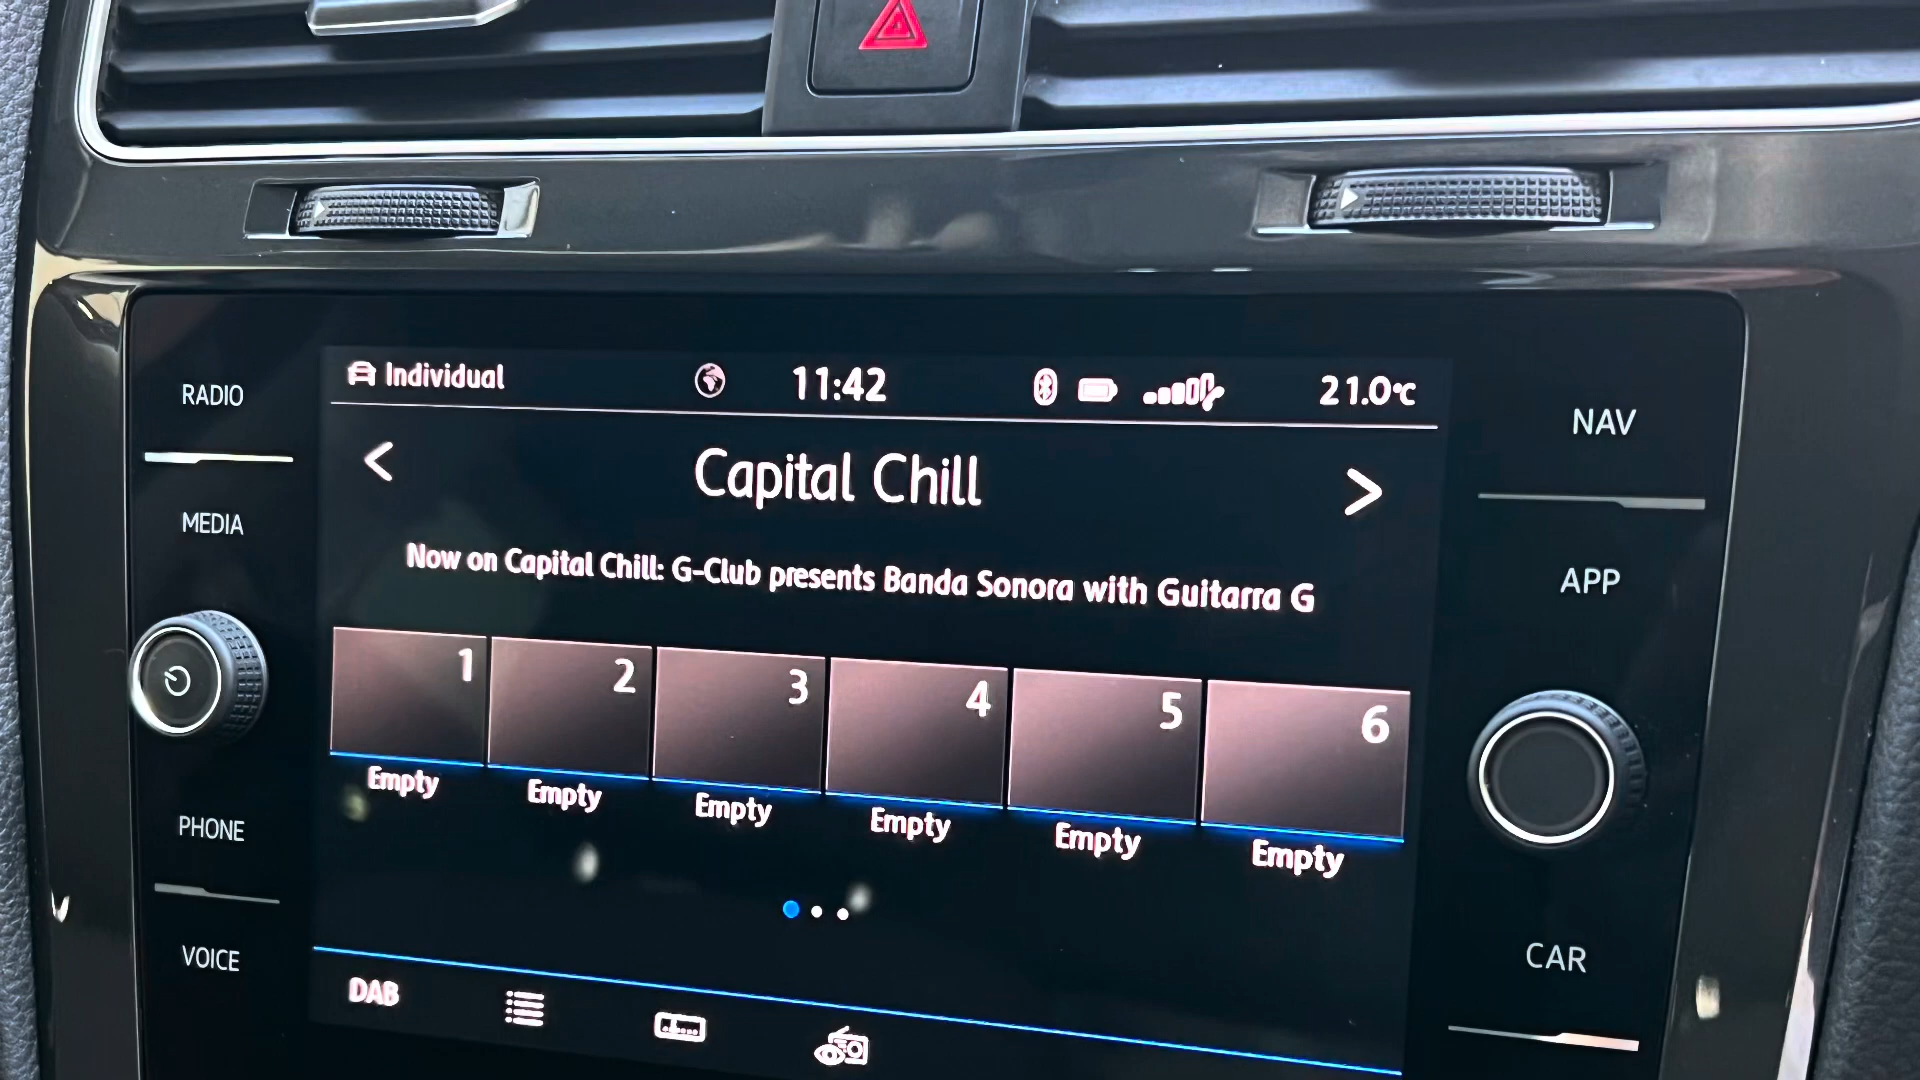 Individual 11:42 21.0°C
RADIO
NAV
< Capital Chill >
MEDIA
Now on Capital Chill: G-Club presents Banda Sonora with Guitarra G
APP
1 2 3 4 5 6
Empty Empty Empty Empty Empty Empty
PHONE
VOICE
CAR
DAB